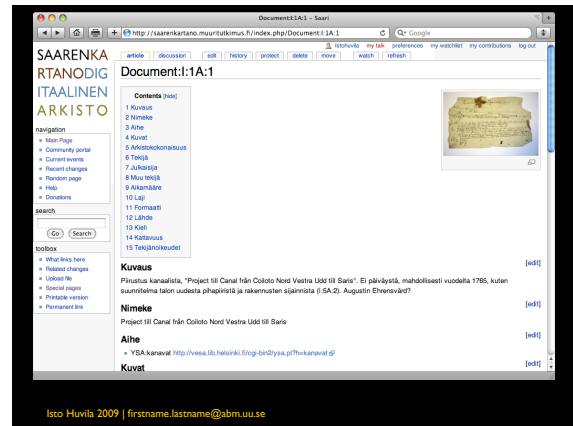 Document:I:1A:1 – Saari
http://saarenkartano.muuritutkimus.fi/index.php/Document:I:1A:1
Google
SAARENKA
RTANODIG
ITAALINEN
ARKISTO
Istohuvila my talk preferences my watchlist my contributions log out
article discussion edit history protect delete move watch refresh
Document:I:1A:1
Contents [hide]
1 Kuvaus
2 Nimeke
3 Aihe
4 Kuvat
5 Arkistokokonaisuus
6 Tekijä
7 Julkaisija
8 Muu tekijä
9 Aikamääre
10 Laji
11 Formaatti
12 Lähde
13 Kieli
14 Kattavuus
15 Tekijänoikeudet
navigation
Main Page
Community portal
Current events
Recent changes
Random page
Help
Donations
search
Go Search
toolbox
What links here
Related changes
Upload file
Special pages
Printable version
Permanent link
Kuvaus [edit]
Piirustus kanaalista, "Project till Canal från Coiloto Nord Vestra Udd till Saris". Ei päiväystä, mahdollisesti vuodelta 1765, kuten
suunnitelma talon uudesta pihapiiristä ja rakennusten sijainnista (I:5A:2). Augustin Ehrensvärd?
Nimeke [edit]
Project till Canal från Coiloto Nord Vestra Udd till Saris
Aihe [edit]
YSA:kanavat http://vesa.lib.helsinki.fi/cgi-bin2/ysa.pl?h=kanavat
Kuvat [edit]
Isto Huvila 2009 | firstname.lastname@abm.uu.se